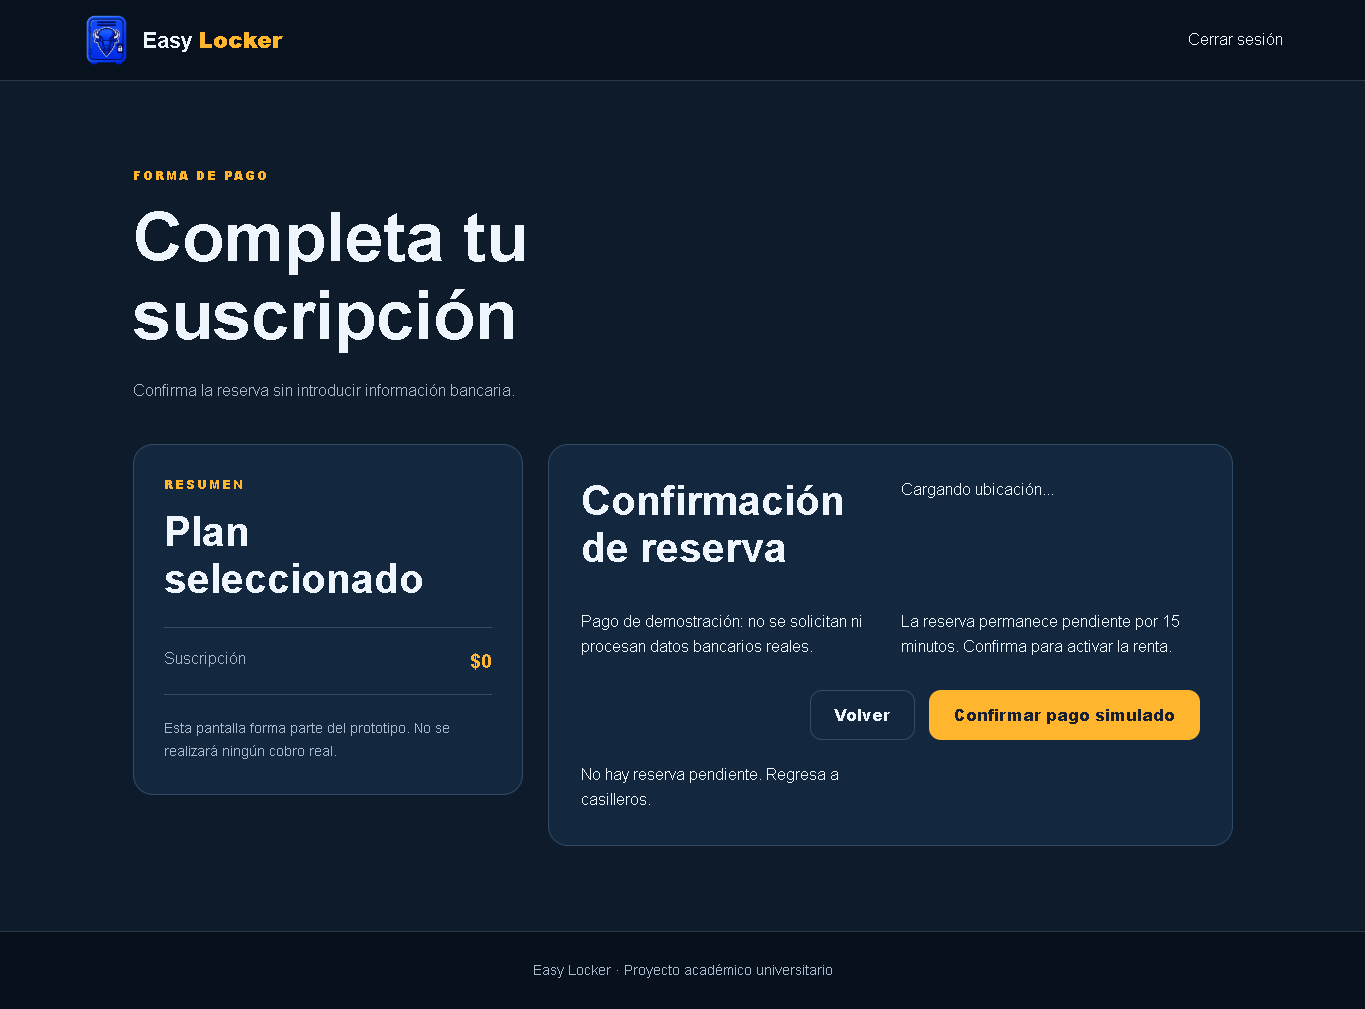 Easy Locker
Cerrar sesión
FORMA DE PAGO
Completa tu
suscripción
Confirma la reserva sin introducir información bancaria.
RESUMEN
Plan
seleccionado
Suscripción
$0
Esta pantalla forma parte del prototipo. No se
realizará ningún cobro real.
Confirmación
de reserva
Cargando ubicación...
Pago de demostración: no se solicitan ni
procesan datos bancarios reales.
La reserva permanece pendiente por 15
minutos. Confirma para activar la renta.
Volver
Confirmar pago simulado
No hay reserva pendiente. Regresa a
casilleros.
Easy Locker · Proyecto académico universitario